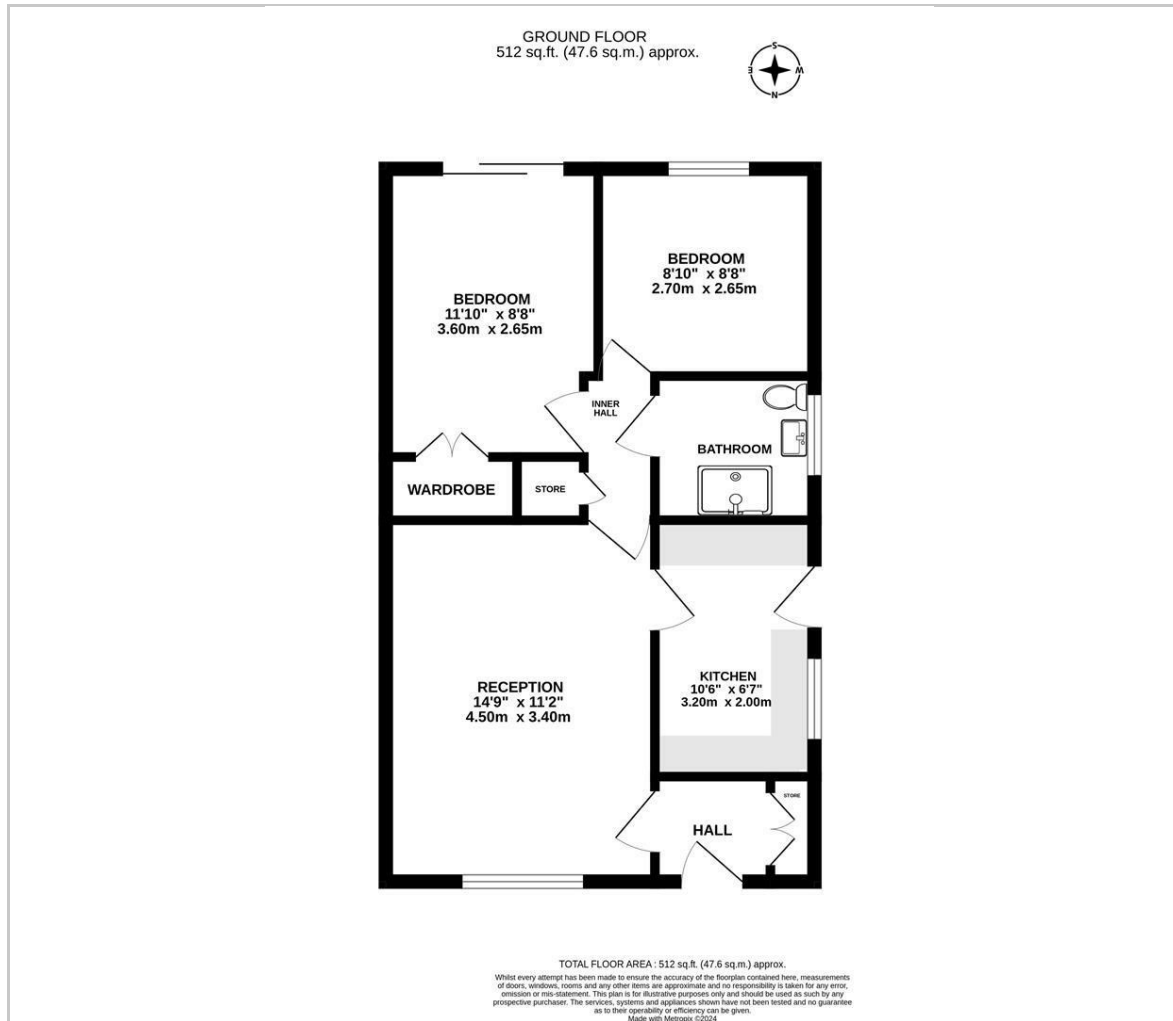 GROUND FLOOR
512 sq.ft. (47.6 sq.m.) approx.
S
E
W
N
BEDROOM
8'10" x 8'8"
2.70m x 2.65m
BEDROOM
11'10" x 8'8"
3.60m x 2.65m
INNER
HALL
BATHROOM
WARDROBE
STORE
RECEPTION
14'9" x 11'2"
4.50m x 3.40m
KITCHEN
10'6" x 6'7"
3.20m x 2.00m
STORE
HALL
TOTAL FLOOR AREA : 512 sq.ft. (47.6 sq.m.) approx.
Whilst every attempt has been made to ensure the accuracy of the floorplan contained here, measurements
of doors, windows, rooms and any other items are approximate and no responsibility is taken for any error,
omission or mis-statement. This plan is for illustrative purposes only and should be used as such by any
prospective purchaser. The services, systems and appliances shown have not been tested and no guarantee
as to their operability or efficiency can be given.
Made with Metropix ©2024